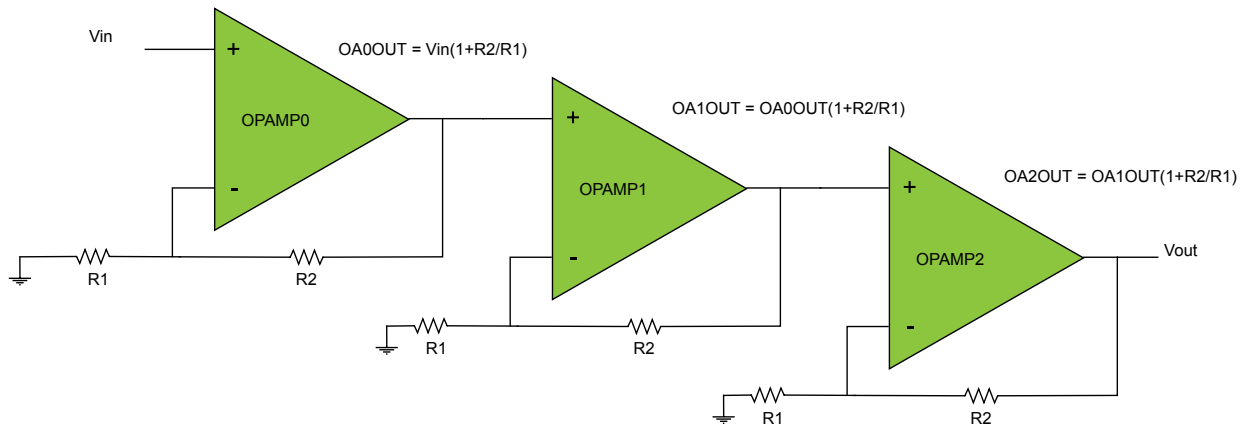 Vin
+
OA0OUT = Vin(1+R2/R1)
OPAMP0
-
R1
R2
+
OA1OUT = OA0OUT(1+R2/R1)
OPAMP1
-
R1
R2
+
OA2OUT = OA1OUT(1+R2/R1)
OPAMP2
Vout
-
R1
R2